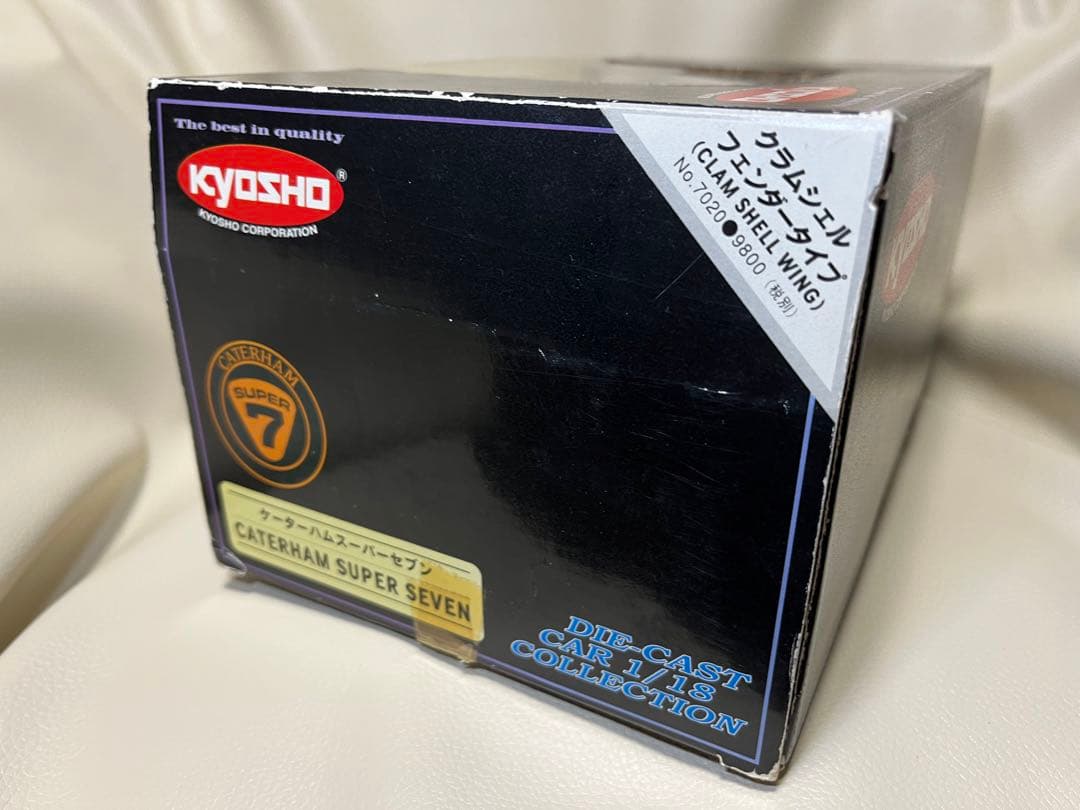 The best in quality
KYOSHO ®
KYOSHO CORPORATION
クラムシェル
フェンダータイプ
(CLAM SHELL WING)
No.7020●9800（税別）
CATERHAM
SUPER
7
ケーターハムスーパーセブン
CATERHAM SUPER SEVEN
DIE-CAST
CAR 1/18
COLLECTION
KYOSHO